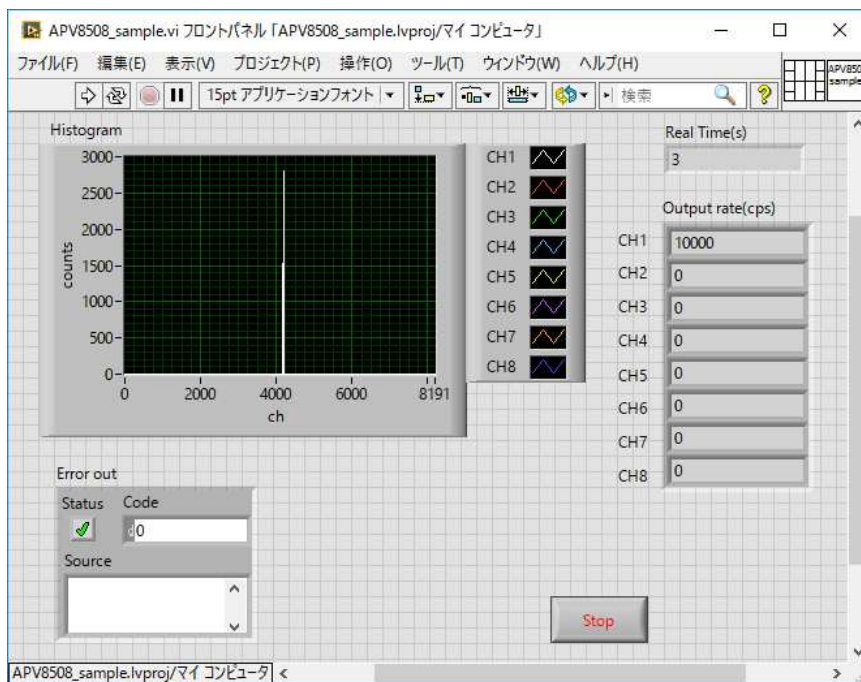 APV8508_sample.vi フロントパネル「APV8508_sample.lvproj/マイ コンピュータ」
ファイル(F) 編集(E) 表示(V) プロジェクト(P) 操作(O) ツール(T) ウィンドウ(W) ヘルプ(H)
15pt アプリケーションフォント
検索
?
APV850
sample
Histogram
counts
3000
2500
2000
1500
1000
500
0
0 2000 4000 6000 8191
ch
CH1
CH2
CH3
CH4
CH5
CH6
CH7
CH8
Real Time(s)
3
Output rate(cps)
CH1 10000
CH2 0
CH3 0
CH4 0
CH5 0
CH6 0
CH7 0
CH8 0
Error out
Status Code
d0
Source
Stop
APV8508_sample.lvproj/マイ コンピュータ